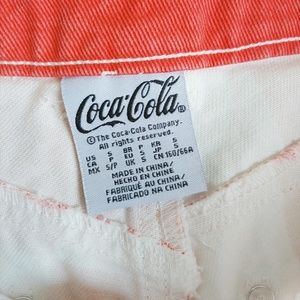 Coca-Cola®
©The Coca-Cola Company.
All rights reserved.
US S BR P KR S
CA P EU S JP S
MX S/P UK S CN 160/66A
MADE IN CHINA/
HECHO EN CHINA/
FABRIQUÉ AU CHINA/
FABRICADO NA CHINA